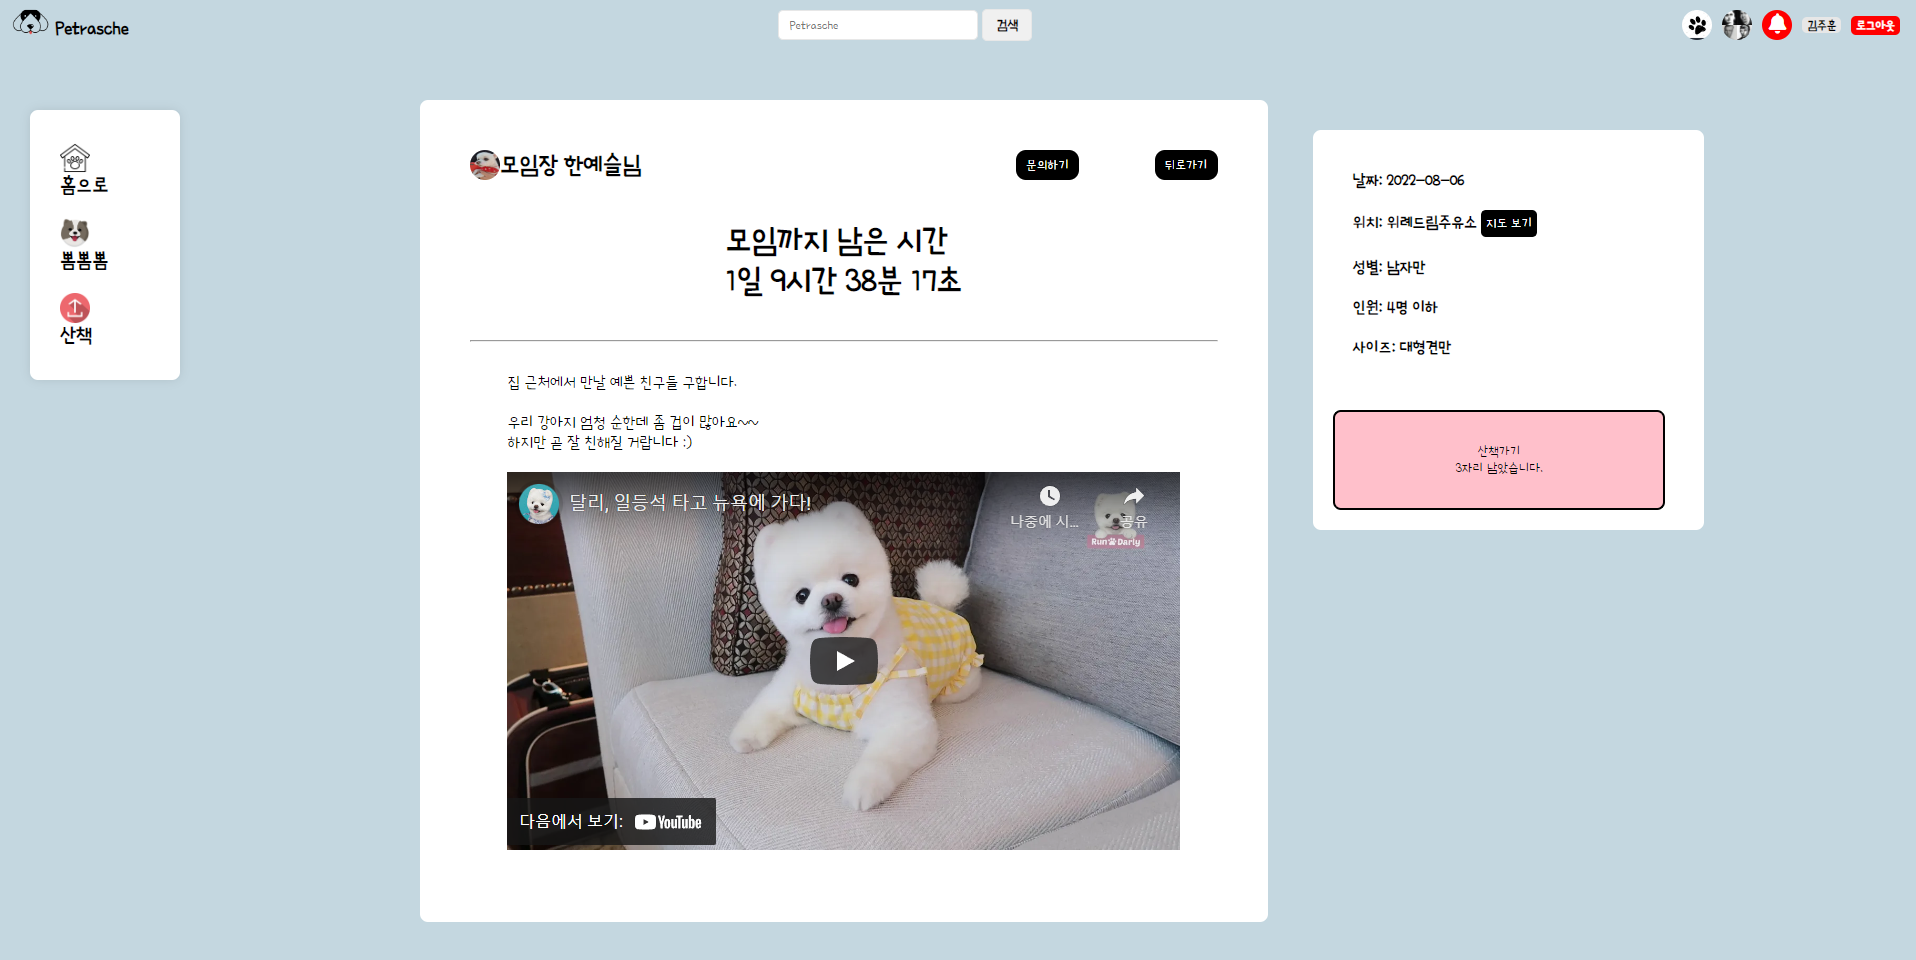 Petrasche
Petrasche
검색
김주훈
로그아웃
홈으로
뽐뽐뽐
산책
모임장 한예슬님
문의하기
뒤로가기
모임까지 남은 시간
1일 9시간 38분 17초
집 근처에서 만날 예쁜 친구들 구합니다.
우리 강아지 엄청 순한데 좀 겁이 많아요~~
하지만 곧 잘 친해질 거랍니다 :)
달리, 일등석 타고 뉴욕에 가다!
나중에 시...
공유
Run Darly
다음에서 보기: YouTube
날짜: 2022-08-06
위치: 위례드림주유소 지도 보기
성별: 남자만
인원: 4명 이하
사이즈: 대형견만
산책가기
3자리 남았습니다.